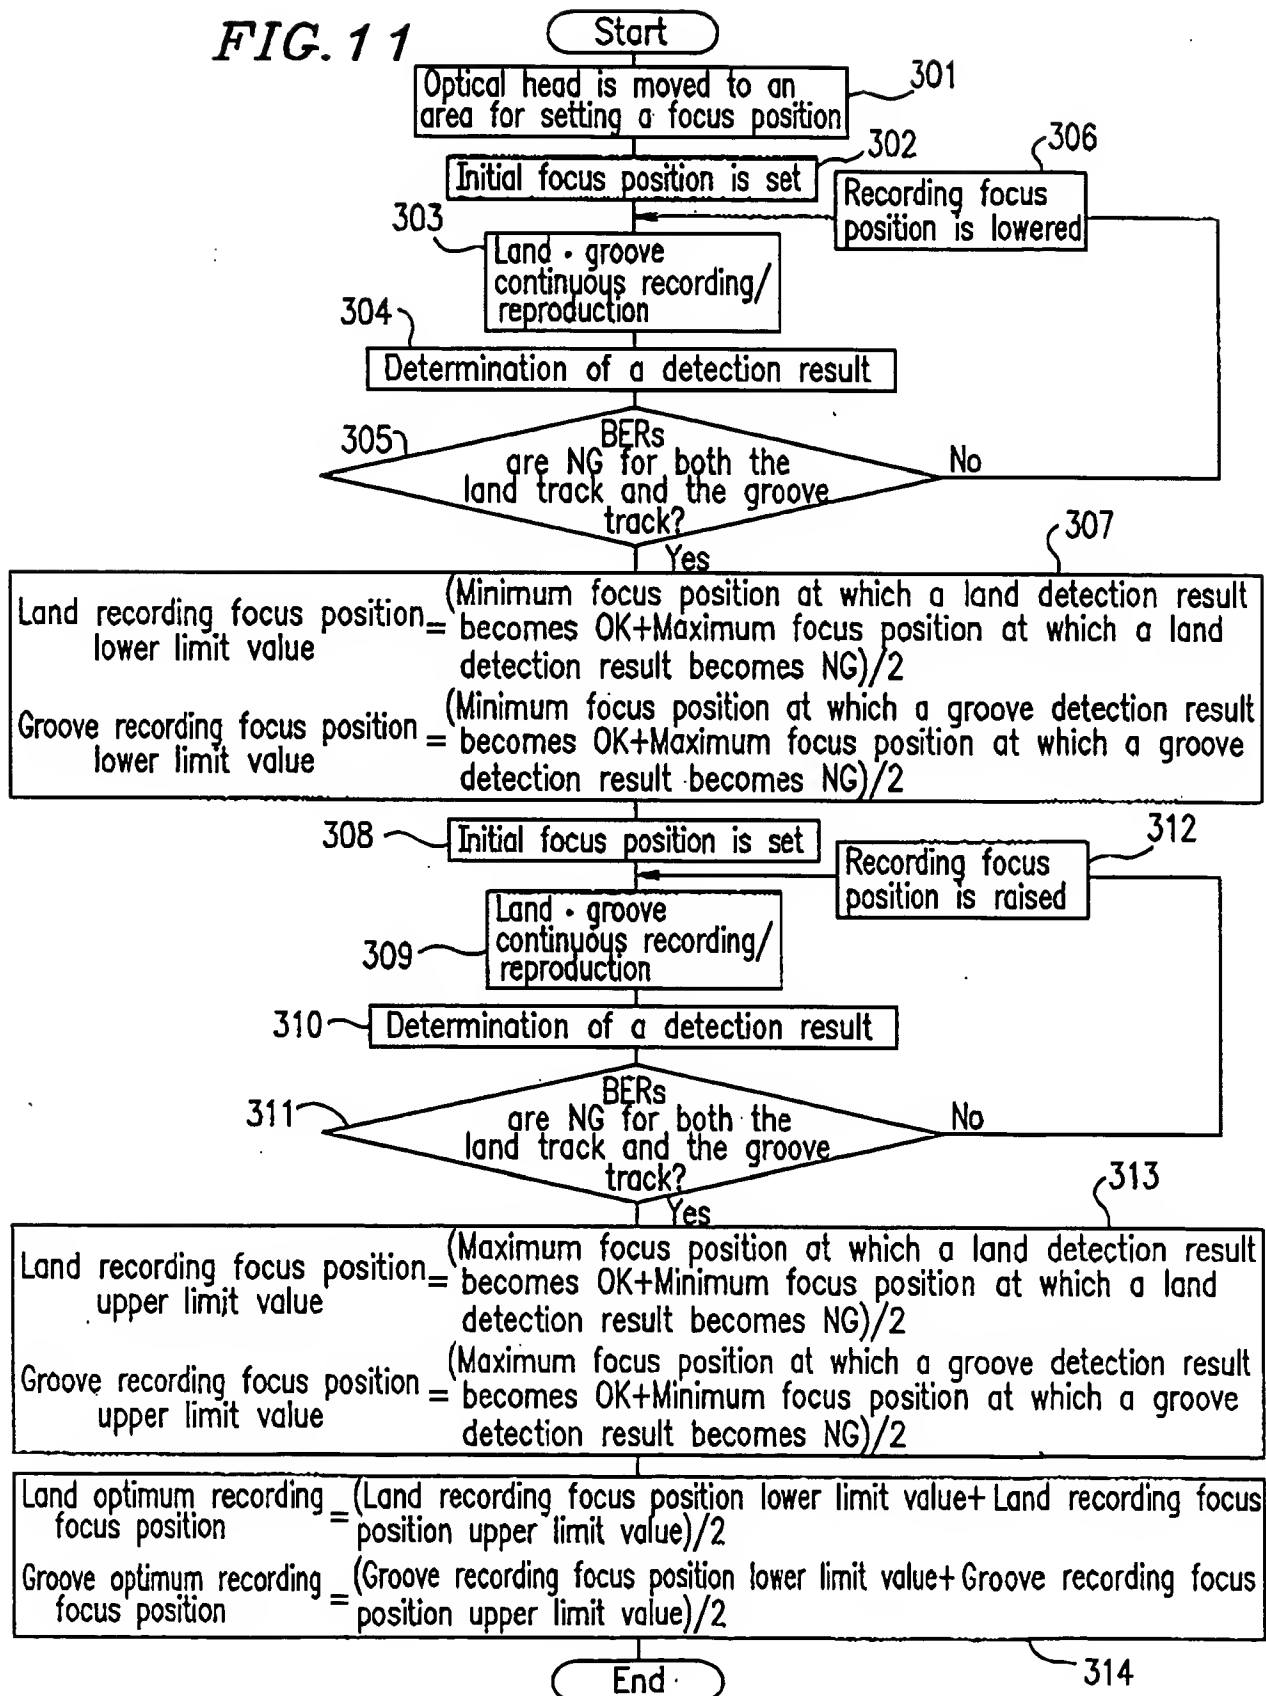 FIG. 11
Start
Optical head is moved to an
area for setting a focus position
301
302
Initial focus position is set
306
Recording focus
position is lowered
303
Land · groove
continuous recording/
reproduction
304
Determination of a detection result
305
BERs
are NG for both the
land track and the groove
track?
No
Yes
307
Land recording focus position
lower limit value
=
(Minimum focus position at which a land detection result
becomes OK+Maximum focus position at which a land
detection result becomes NG)/2
Groove recording focus position
lower limit value
=
(Minimum focus position at which a groove detection result
becomes OK+Maximum focus position at which a groove
detection result becomes NG)/2
308
Initial focus position is set
312
Recording focus
position is raised
309
Land · groove
continuous recording/
reproduction
310
Determination of a detection result
311
BERs
are NG for both the
land track and the groove
track?
No
Yes
313
Land recording focus position
upper limit value
=
(Maximum focus position at which a land detection result
becomes OK+Minimum focus position at which a land
detection result becomes NG)/2
Groove recording focus position
upper limit value
=
(Maximum focus position at which a groove detection result
becomes OK+Minimum focus position at which a groove
detection result becomes NG)/2
Land optimum recording
focus position
=
(Land recording focus position lower limit value+Land recording focus
position upper limit value)/2
Groove optimum recording
focus position
=
(Groove recording focus position lower limit value+Groove recording focus
position upper limit value)/2
314
End